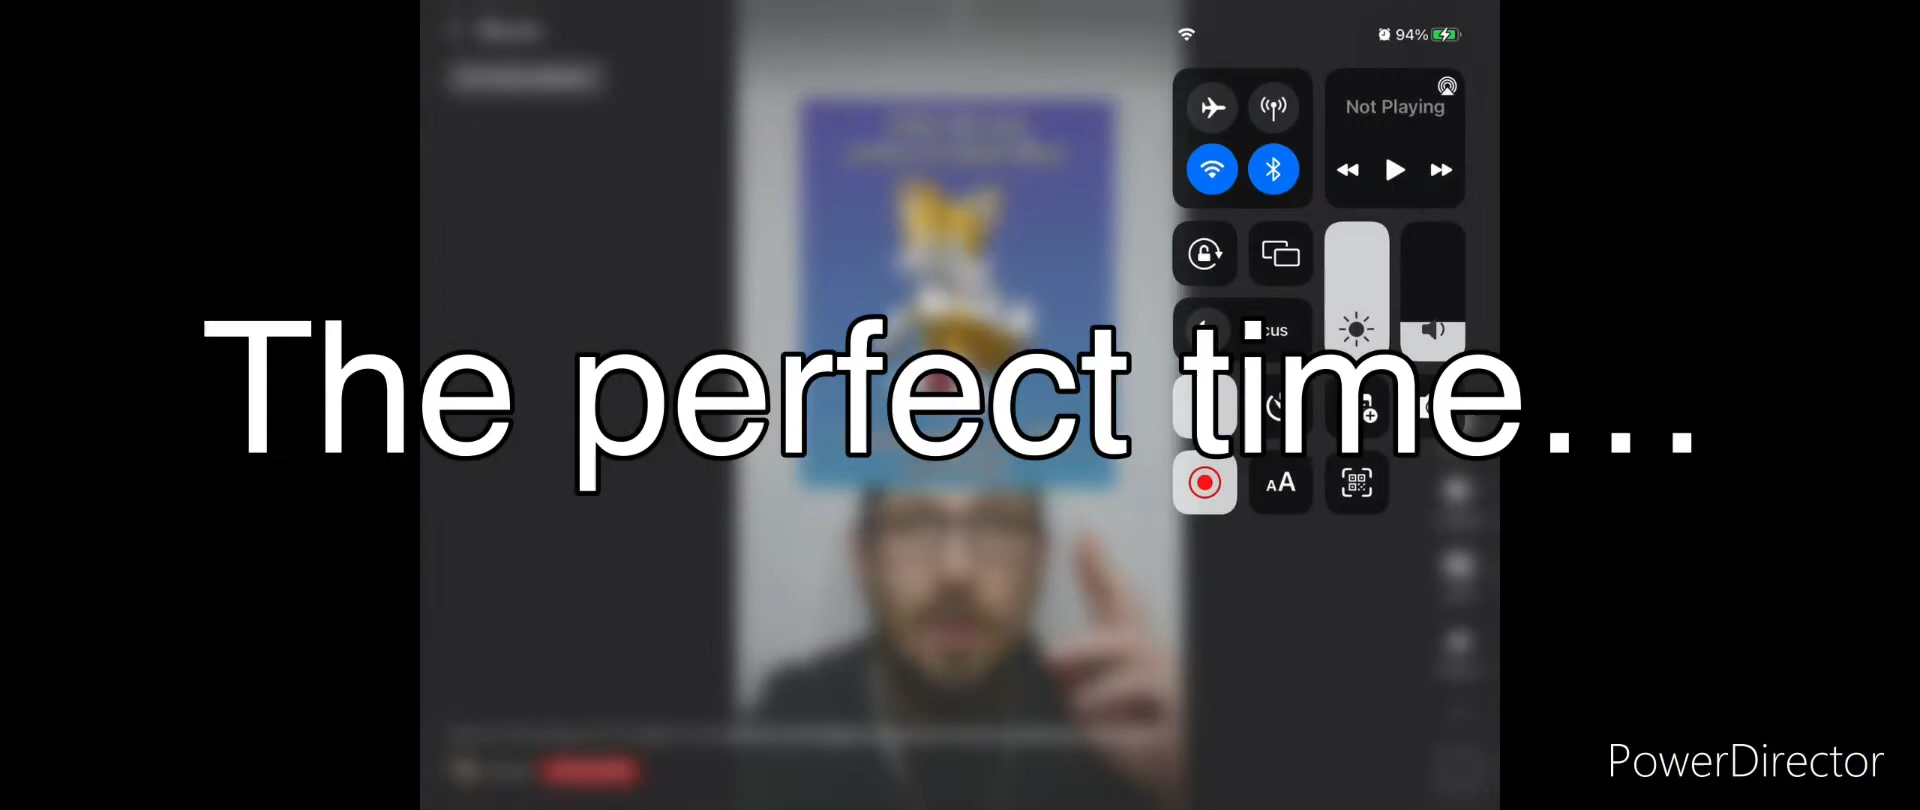 94%
Not Playing
cus
The perfect time...
AA
PowerDirector